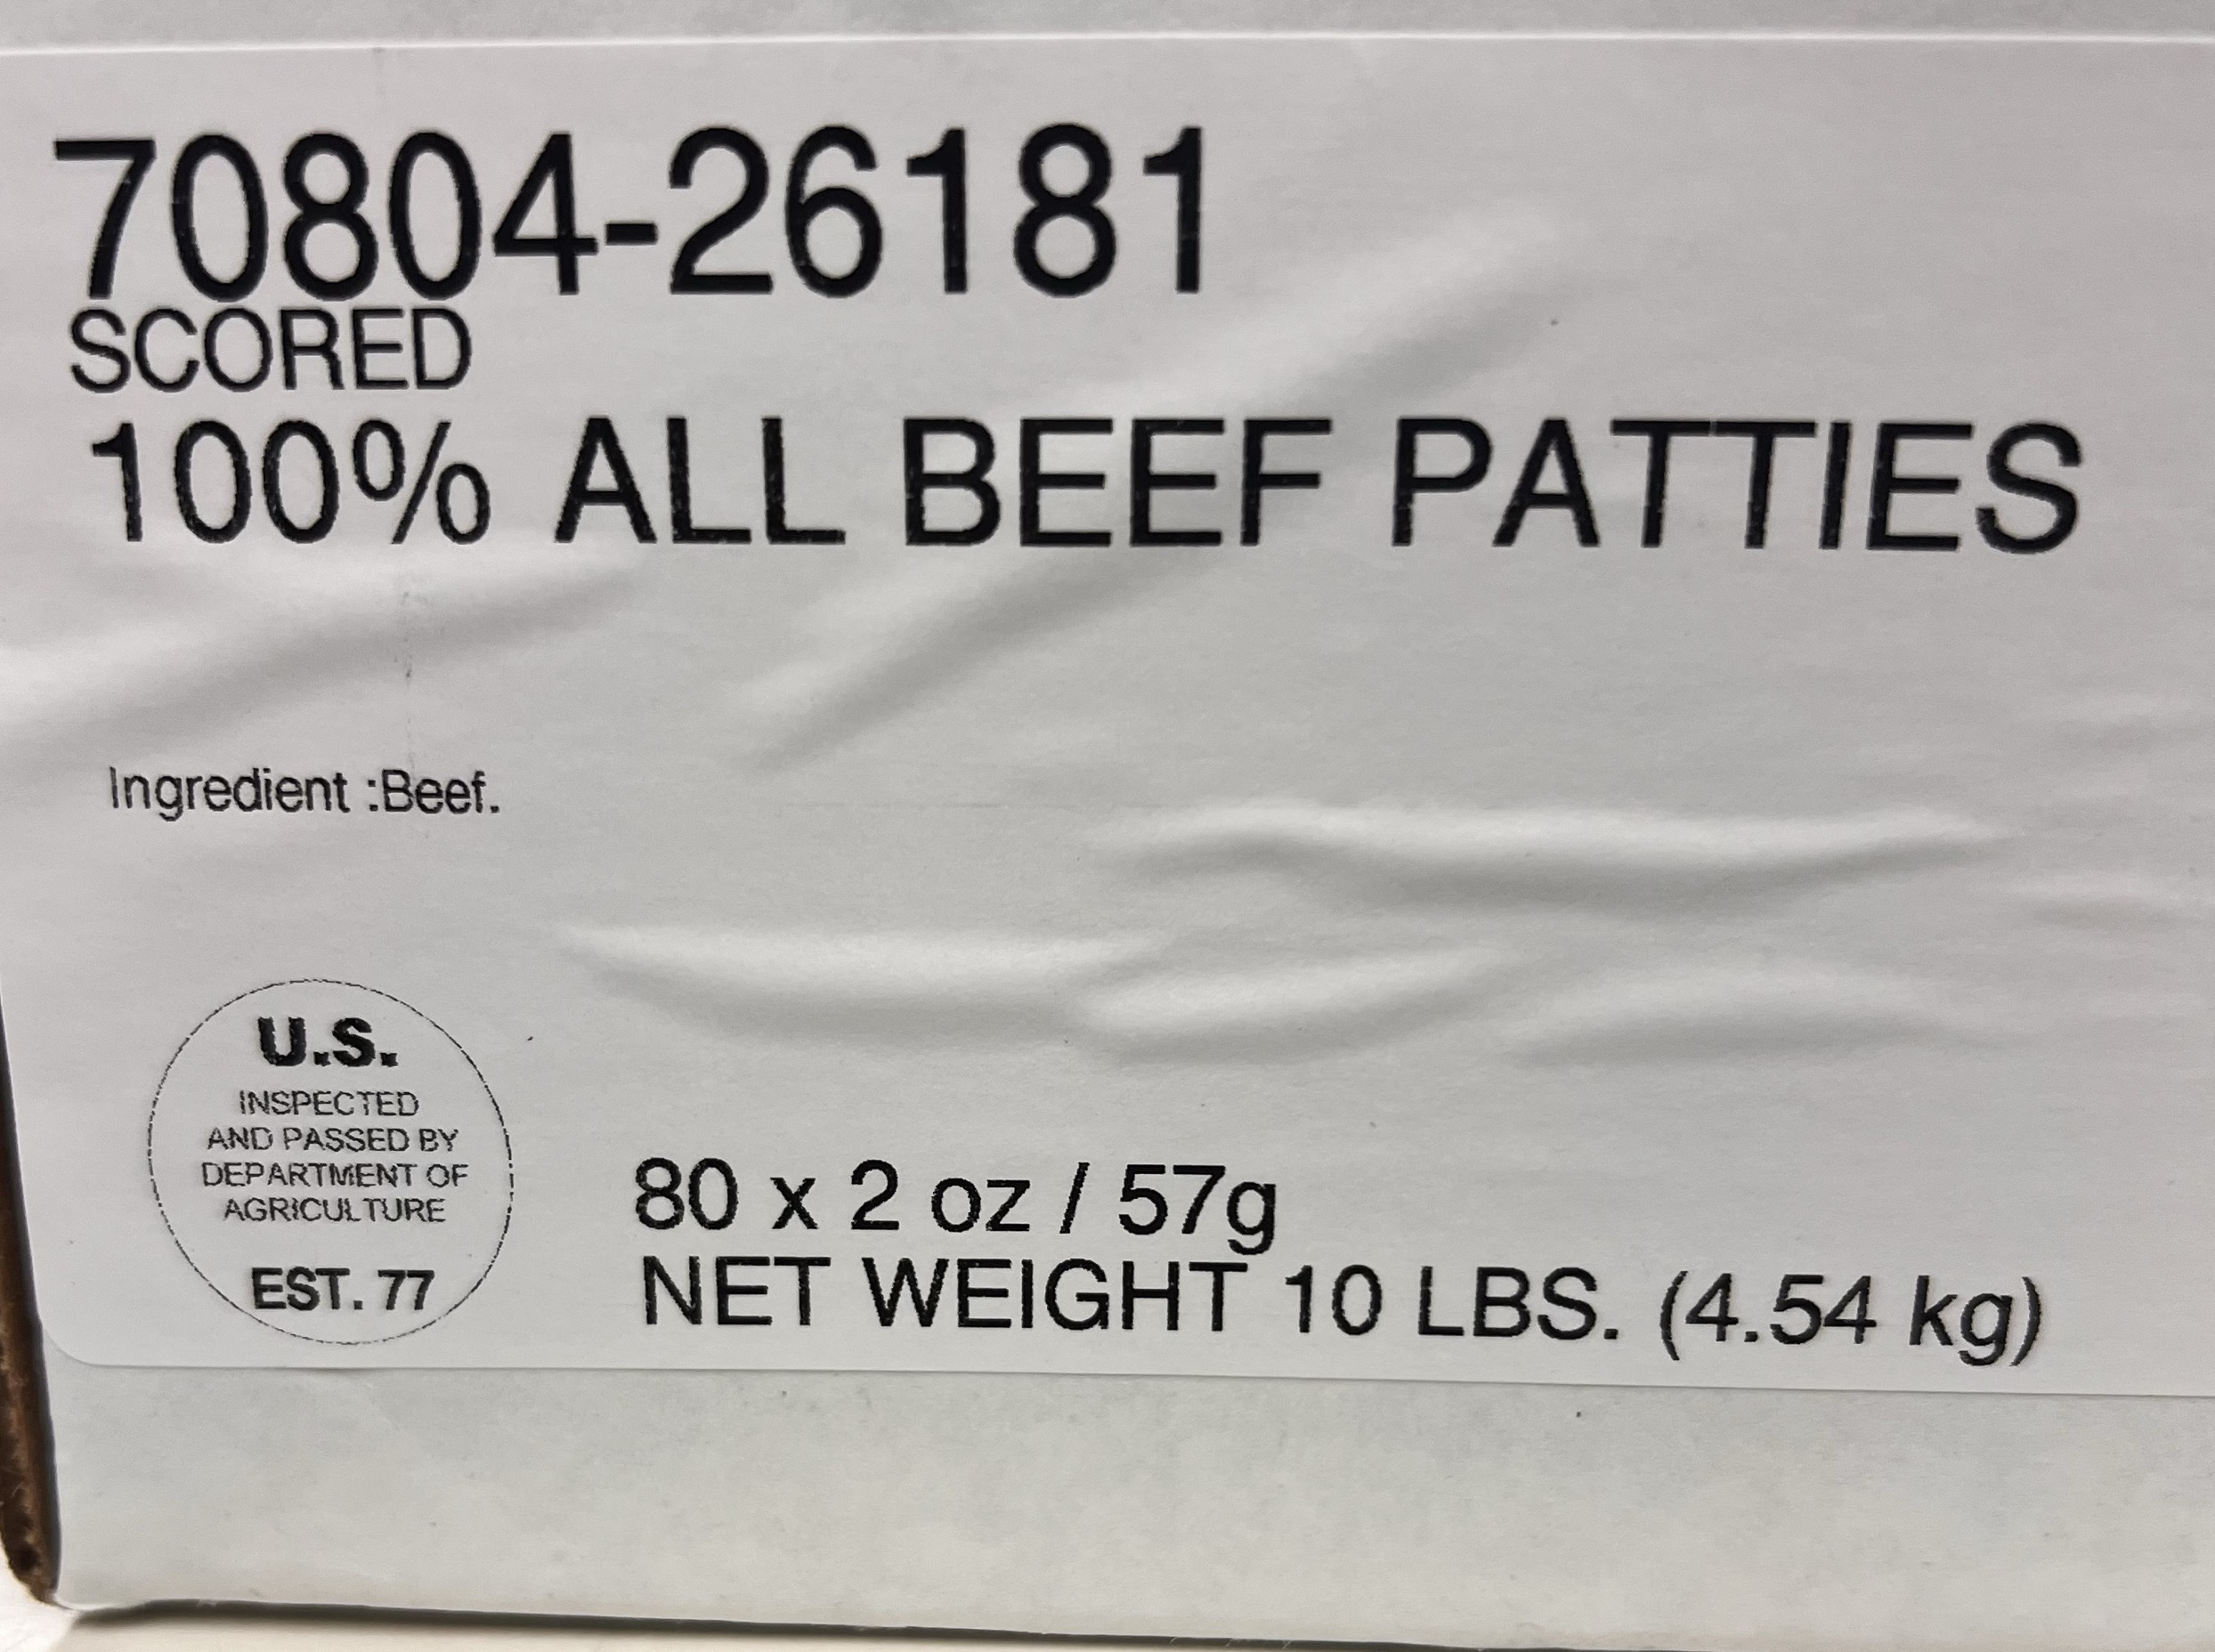 70804-26181
SCORED
100% ALL BEEF PATTIES
Ingredient :Beef.
U.S.
INSPECTED
AND PASSED BY
DEPARTMENT OF
AGRICULTURE
EST. 77
80 x 2 oz / 57g
NET WEIGHT 10 LBS. (4.54 kg)